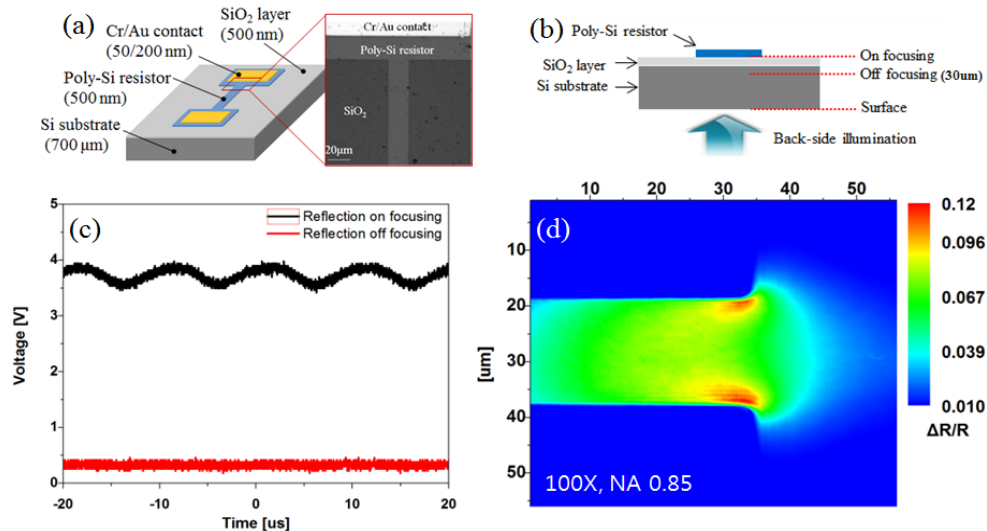 (a)
Cr/Au contact
(50/200 nm)
SiO₂ layer
(500 nm)
Poly-Si resistor
(500 nm)
Si substrate
(700 μm)
Cr/Au contact
Poly-Si resistor
SiO₂
20μm
(b)
Poly-Si resistor
SiO₂ layer
Si substrate
On focusing
Off focusing (30um)
Surface
Back-side illumination
(c)
Reflection on focusing
Reflection off focusing
Voltage [V]
5
4
3
2
1
0
-20 -10 0 10 20
Time [us]
(d)
10 20 30 40 50
10
20
30
40
50
[um]
100X, NA 0.85
0.12
0.096
0.067
0.039
0.010
ΔR/R